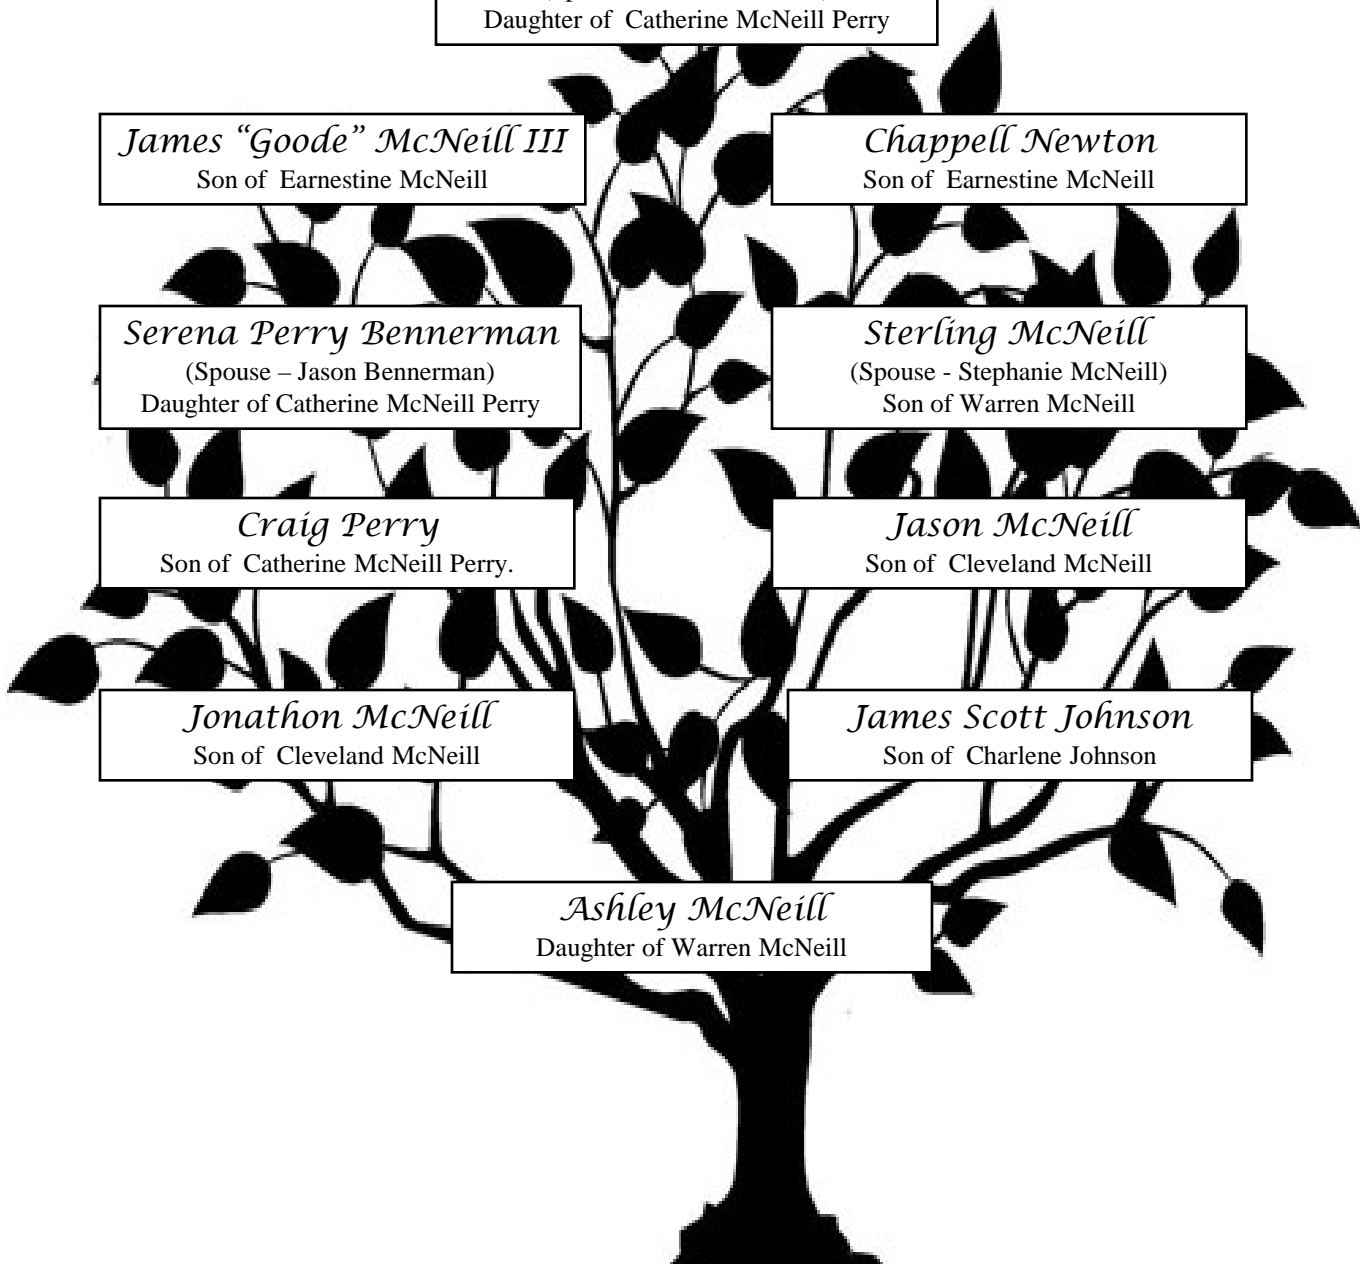 Daughter of Catherine McNeill Perry
James “Goode” McNeill III
Son of Earnestine McNeill
Chappell Newton
Son of Earnestine McNeill
Serena Perry Bennerman
(Spouse – Jason Bennerman)
Daughter of Catherine McNeill Perry
Sterling McNeill
(Spouse - Stephanie McNeill)
Son of Warren McNeill
Craig Perry
Son of Catherine McNeill Perry.
Jason McNeill
Son of Cleveland McNeill
Jonathon McNeill
Son of Cleveland McNeill
James Scott Johnson
Son of Charlene Johnson
Ashley McNeill
Daughter of Warren McNeill